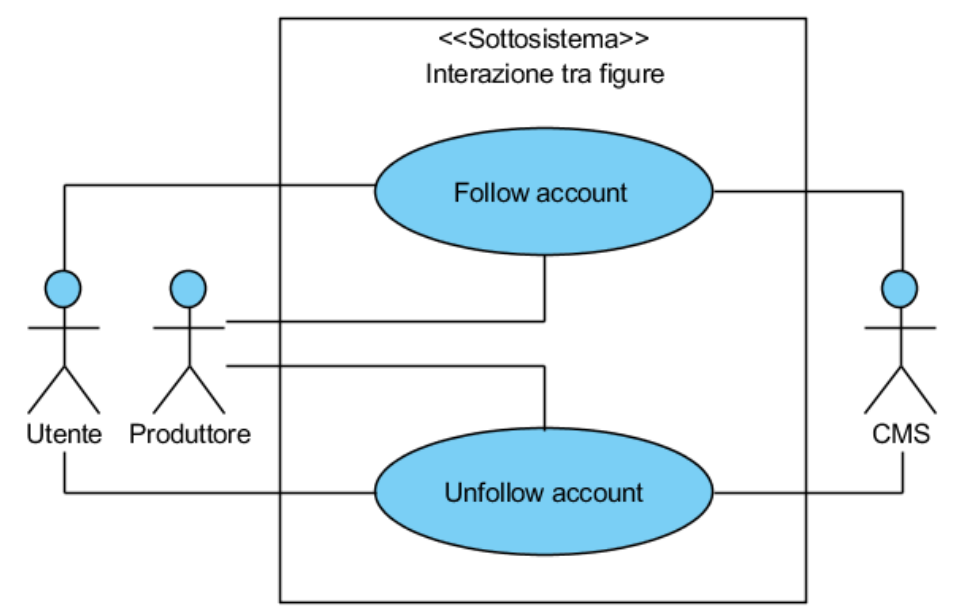 <<Sottosistema>>
Interazione tra figure
Follow account
Utente
Produttore
CMS
Unfollow account